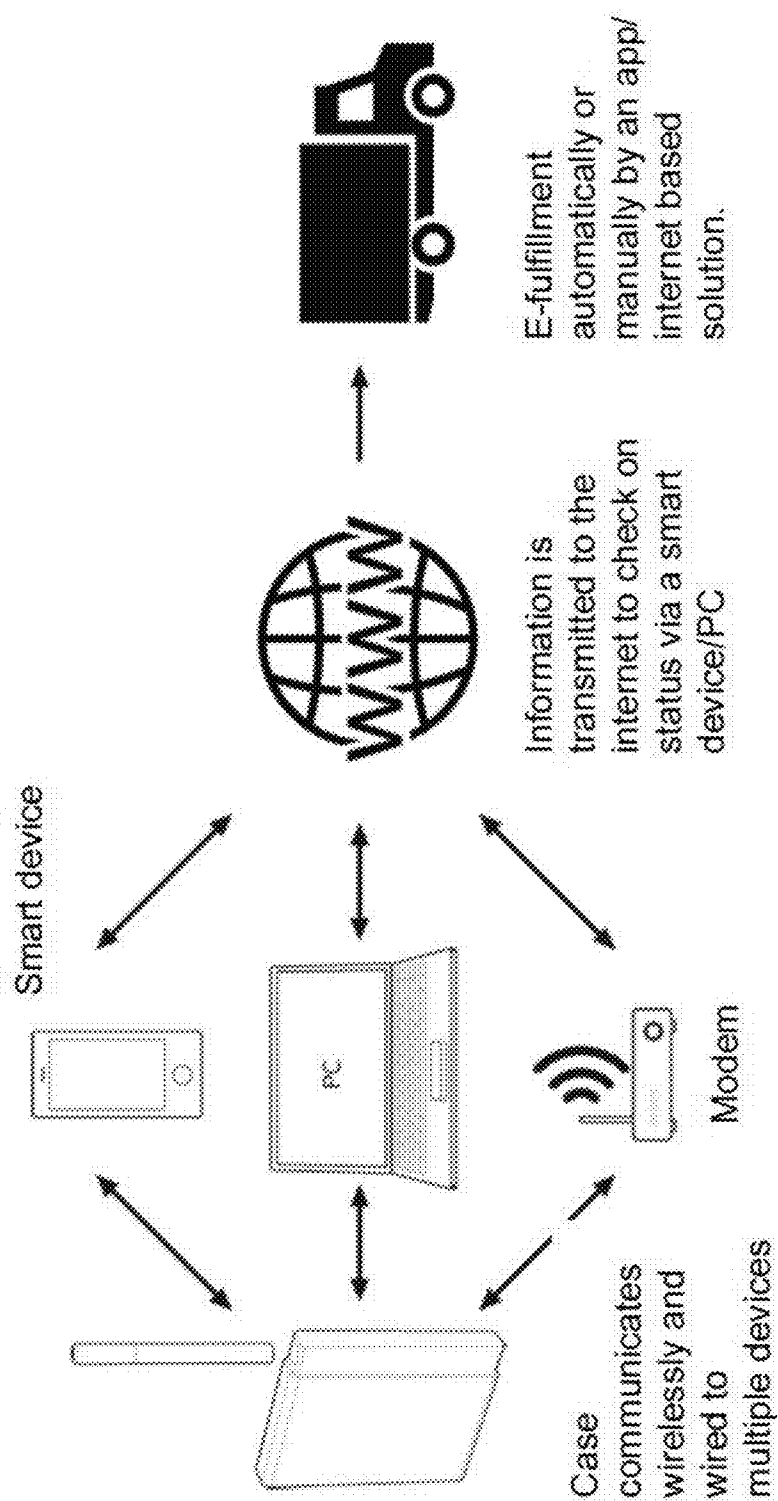 Case
communicates
wirelessly and
wired to
multiple devices
Smart device
PC
Modem
WWW
Information is
transmitted to the
internet to check on
status via a smart
device/PC
E-fulfillment
automatically or
manually by an app/
internet based
solution.